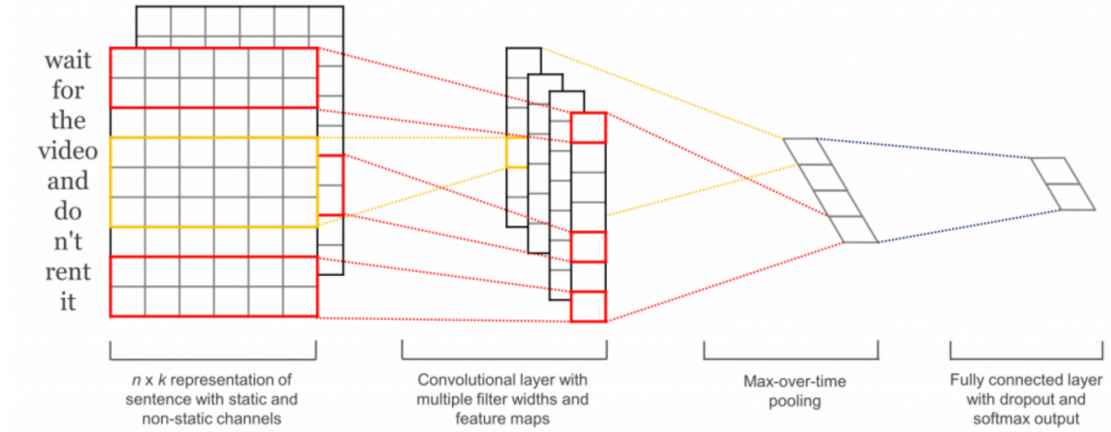 wait
for
the
video
and
do
n't
rent
it
n x k representation of
sentence with static and
non-static channels
Convolutional layer with
multiple filter widths and
feature maps
Max-over-time
pooling
Fully connected layer
with dropout and
softmax output